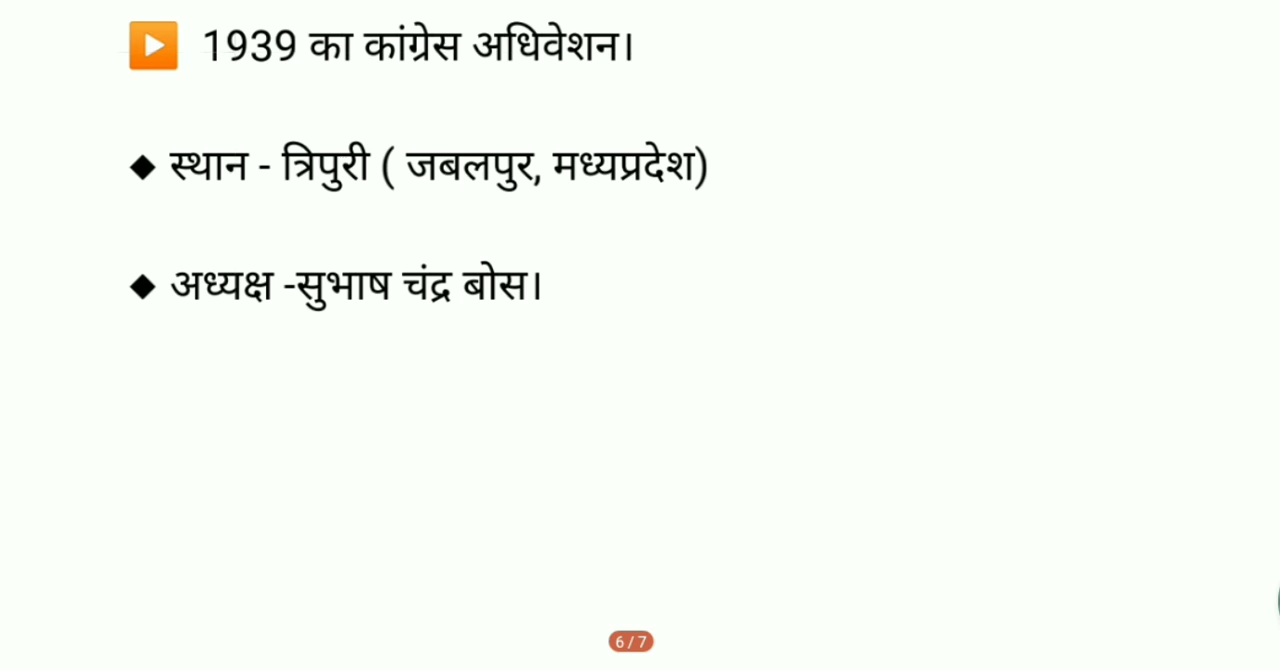 ▶️ 1939 का कांग्रेस अधिवेशन।
◆ स्थान - त्रिपुरी ( जबलपुर, मध्यप्रदेश)
◆ अध्यक्ष -सुभाष चंद्र बोस।
6 / 7